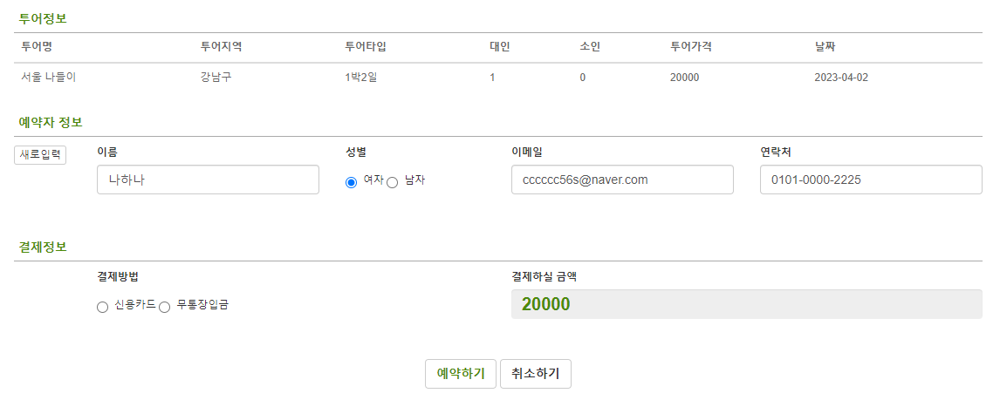 투어정보
투어명 투어지역 투어타입 대인 소인 투어가격 날짜
서울 나들이 강남구 1박2일 1 0 20000 2023-04-02
예약자 정보
새로입력 이름 성별 이메일 연락처
나하나 여자 남자 cccccc56s@naver.com 0101-0000-2225
결제정보
결제방법 결제하실 금액
신용카드 무통장입금 20000
예약하기 취소하기